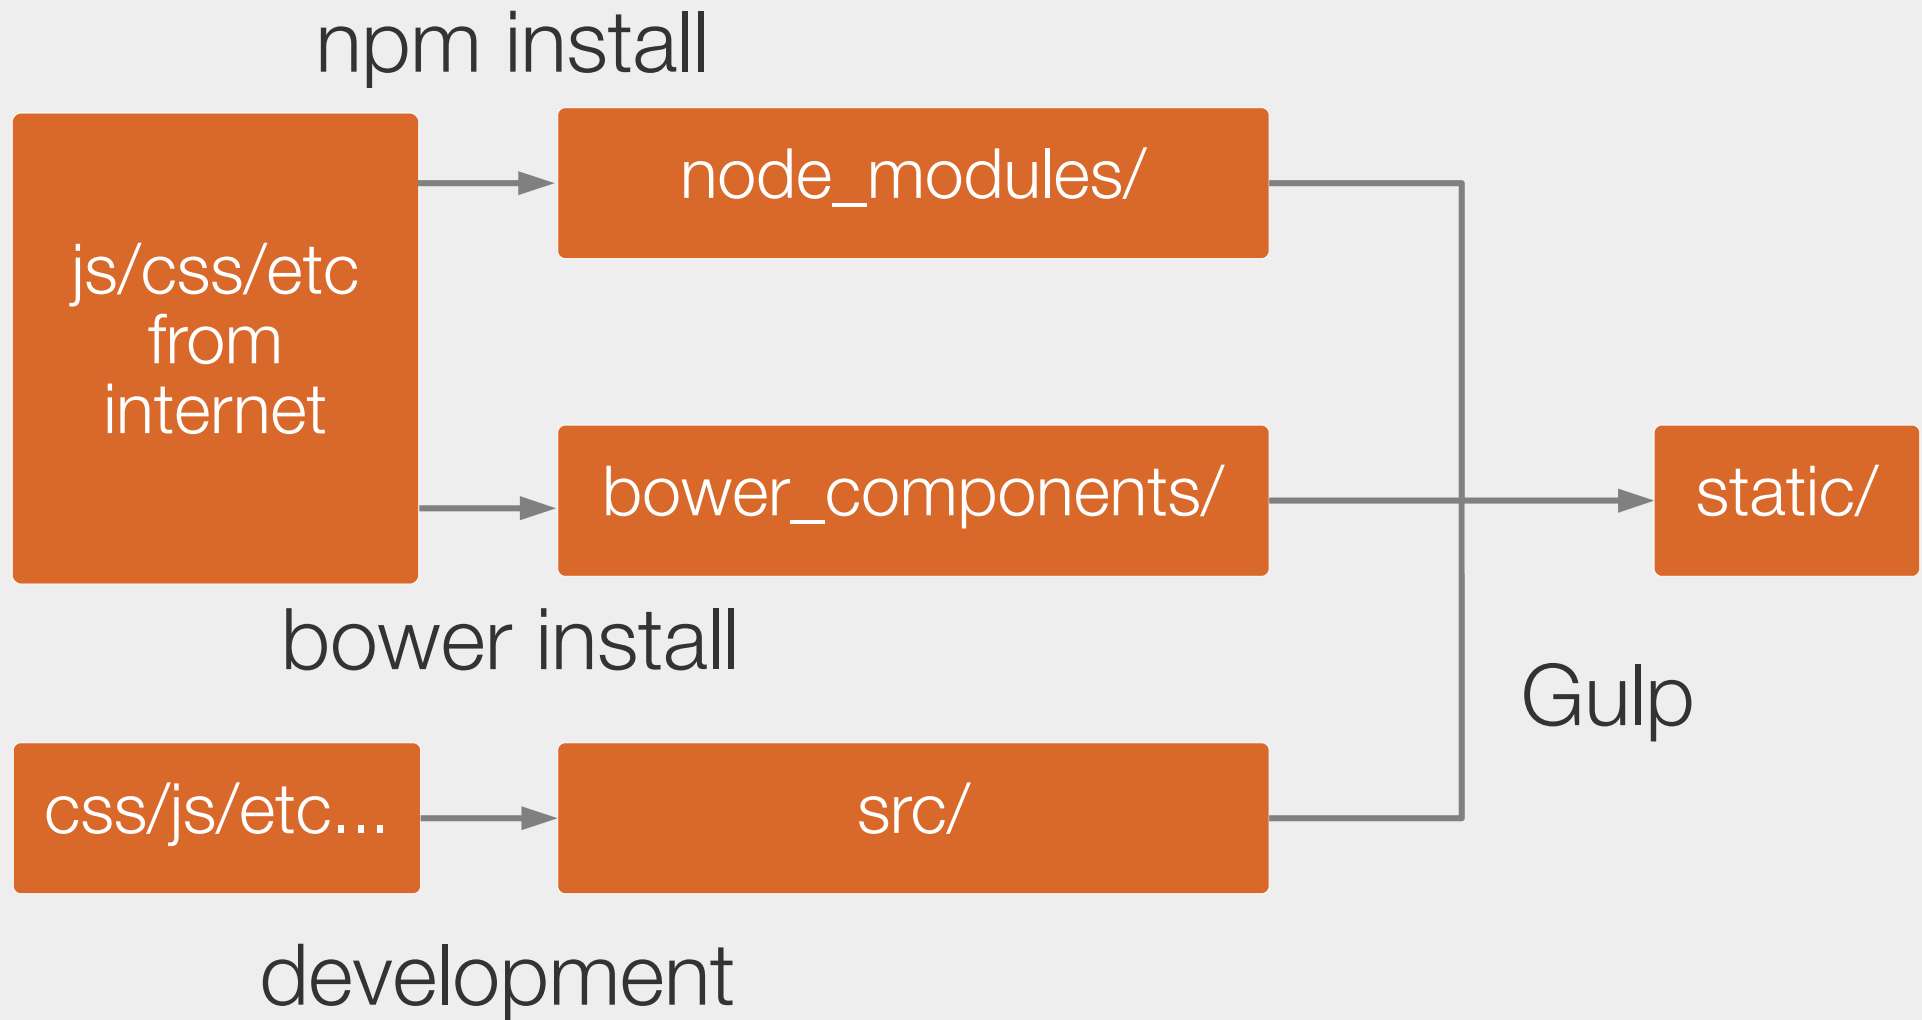 npm install
js/css/etc
from
internet
node_modules/
bower_components/
static/
bower install
Gulp
css/js/etc...
src/
development